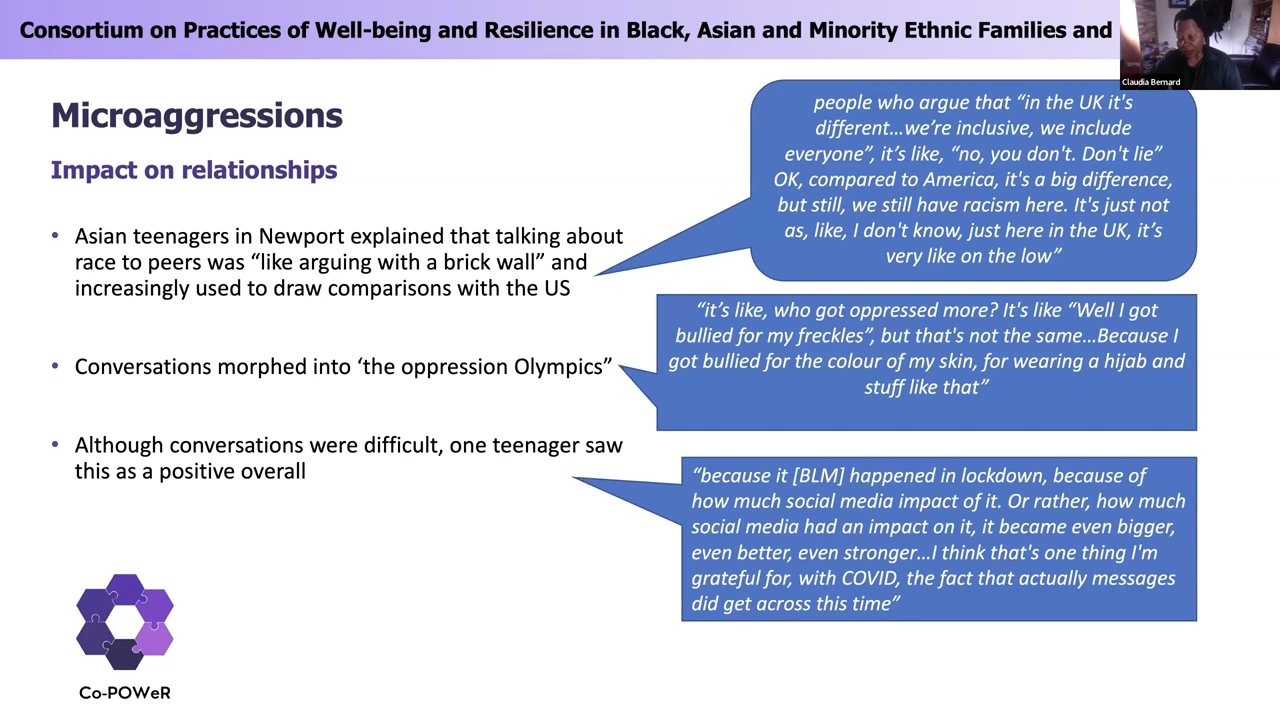 Consortium on Practices of Well-being and Resilience in Black, Asian and Minority Ethnic Families and
Claudia Bernard
Microaggressions
Impact on relationships
• Asian teenagers in Newport explained that talking about
race to peers was “like arguing with a brick wall” and
increasingly used to draw comparisons with the US
• Conversations morphed into ‘the oppression Olympics”
• Although conversations were difficult, one teenager saw
this as a positive overall
people who argue that “in the UK it's
different…we’re inclusive, we include
everyone”, it’s like, “no, you don't. Don't lie”
OK, compared to America, it's a big difference,
but still, we still have racism here. It's just not
as, like, I don't know, just here in the UK, it’s
very like on the low”
“it’s like, who got oppressed more? It's like “Well I got
bullied for my freckles”, but that's not the same…Because I
got bullied for the colour of my skin, for wearing a hijab and
stuff like that”
“because it [BLM] happened in lockdown, because of
how much social media impact of it. Or rather, how much
social media had an impact on it, it became even bigger,
even better, even stronger…I think that's one thing I'm
grateful for, with COVID, the fact that actually messages
did get across this time”
Co-POWeR